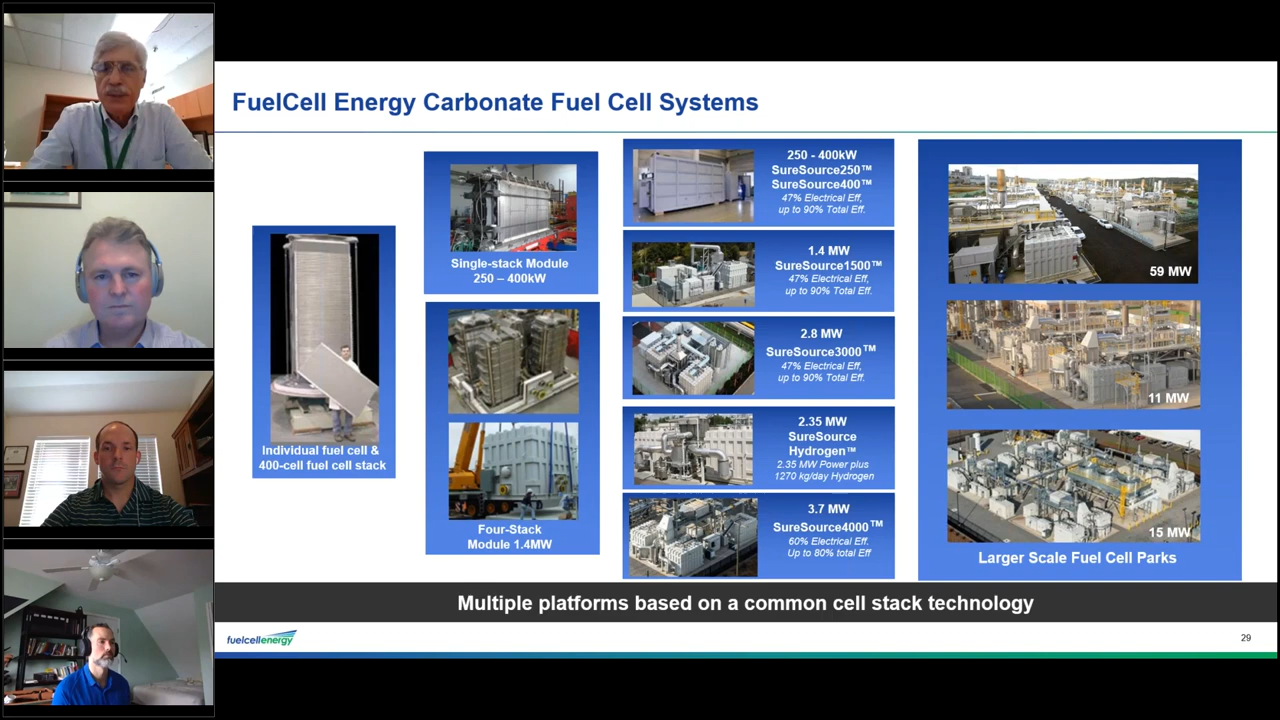 FuelCell Energy Carbonate Fuel Cell Systems
Individual fuel cell &
400-cell fuel cell stack
Single-stack Module
250 – 400kW
Four-Stack
Module 1.4MW
250 - 400kW
SureSource250™
SureSource400™
47% Electrical Eff,
up to 90% Total Eff.
1.4 MW
SureSource1500™
47% Electrical Eff,
up to 90% Total Eff.
2.8 MW
SureSource3000™
47% Electrical Eff,
up to 90% Total Eff.
2.35 MW
SureSource
Hydrogen™
2.35 MW Power plus
1270 kg/day Hydrogen
3.7 MW
SureSource4000™
60% Electrical Eff.
Up to 80% total Eff
59 MW
11 MW
15 MW
Larger Scale Fuel Cell Parks
Multiple platforms based on a common cell stack technology
fuelcellenergy
29